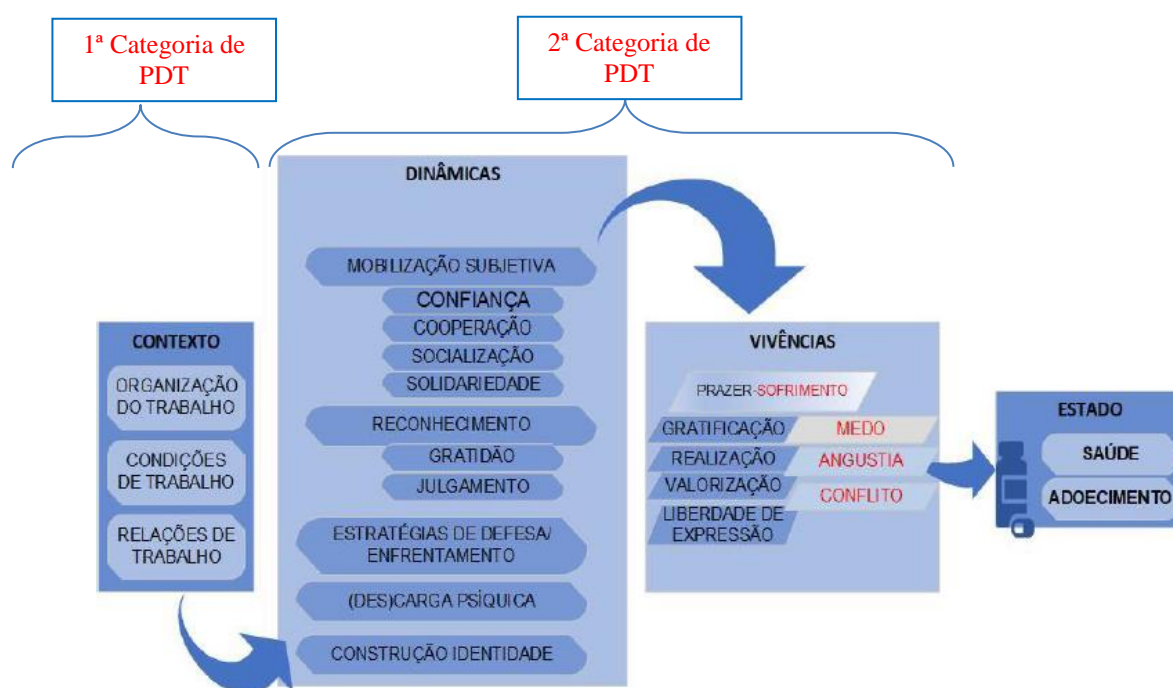 1ª Categoria de
PDT
2ª Categoria de
PDT
CONTEXTO
ORGANIZAÇÃO
DO TRABALHO
CONDIÇÕES
DE TRABALHO
RELAÇÕES DE
TRABALHO
DINÂMICAS
MOBILIZAÇÃO SUBJETIVA
CONFIANÇA
COOPERAÇÃO
SOCIALIZAÇÃO
SOLIDARIEDADE
RECONHECIMENTO
GRATIDÃO
JULGAMENTO
ESTRATÉGIAS DE DEFESA/
ENFRENTAMENTO
(DES)CARGA PSÍQUICA
CONSTRUÇÃO IDENTIDADE
VIVÊNCIAS
PRAZER-SOFRIMENTO
GRATIFICAÇÃO
REALIZAÇÃO
VALORIZAÇÃO
LIBERDADE DE
EXPRESSÃO
MEDO
ANGUSTIA
CONFLITO
ESTADO
SAÚDE
ADOECIMENTO